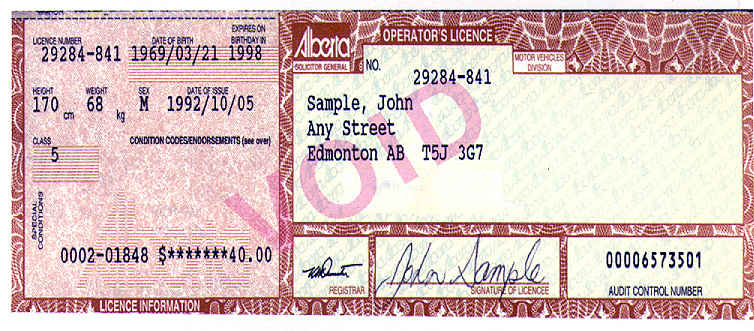 LICENCE NUMBER DATE OF BIRTH EXPIRES ON BIRTHDAY IN
29284-841 1969/03/21 1998
HEIGHT WEIGHT SEX DATE OF ISSUE
170 cm 68 kg M 1992/10/05
CLASS CONDITION CODES/ENDORSEMENTS (see over)
5
SPECIAL CONDITIONS
0002-01848 $*******40.00
LICENCE INFORMATION
Alberta OPERATOR'S LICENCE
SOLICITOR GENERAL
MOTOR VEHICLES
DIVISION
NO. 29284-841
Sample, John
Any Street
Edmonton AB T5J 3G7
VOID
REGISTRAR
John Sample
SIGNATURE OF LICENCEE
00006573501
AUDIT CONTROL NUMBER